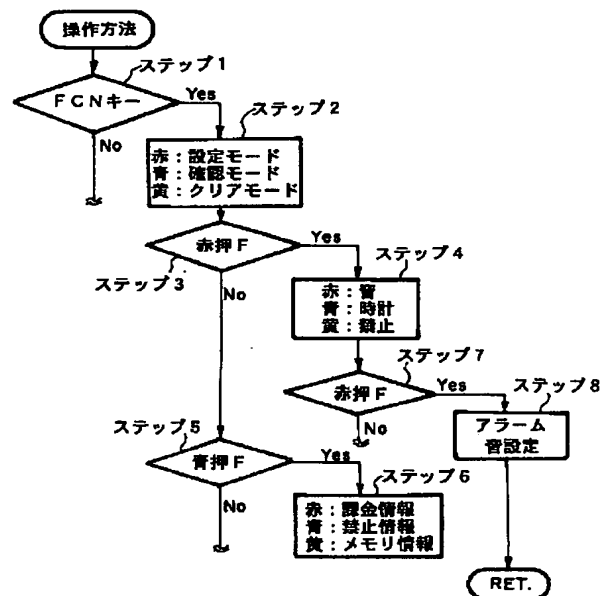 操作方法
ステップ1
FCNキー
Yes
No
ステップ2
赤:設定モード
青:確認モード
黄:クリアモード
赤押F
Yes
ステップ3
No
ステップ4
赤:音
青:時計
黄:禁止
ステップ7
赤押F
Yes
No
ステップ8
アラーム
音設定
ステップ5
青押F
Yes
No
ステップ6
赤:課金情報
青:禁止情報
黄:メモリ情報
RET.